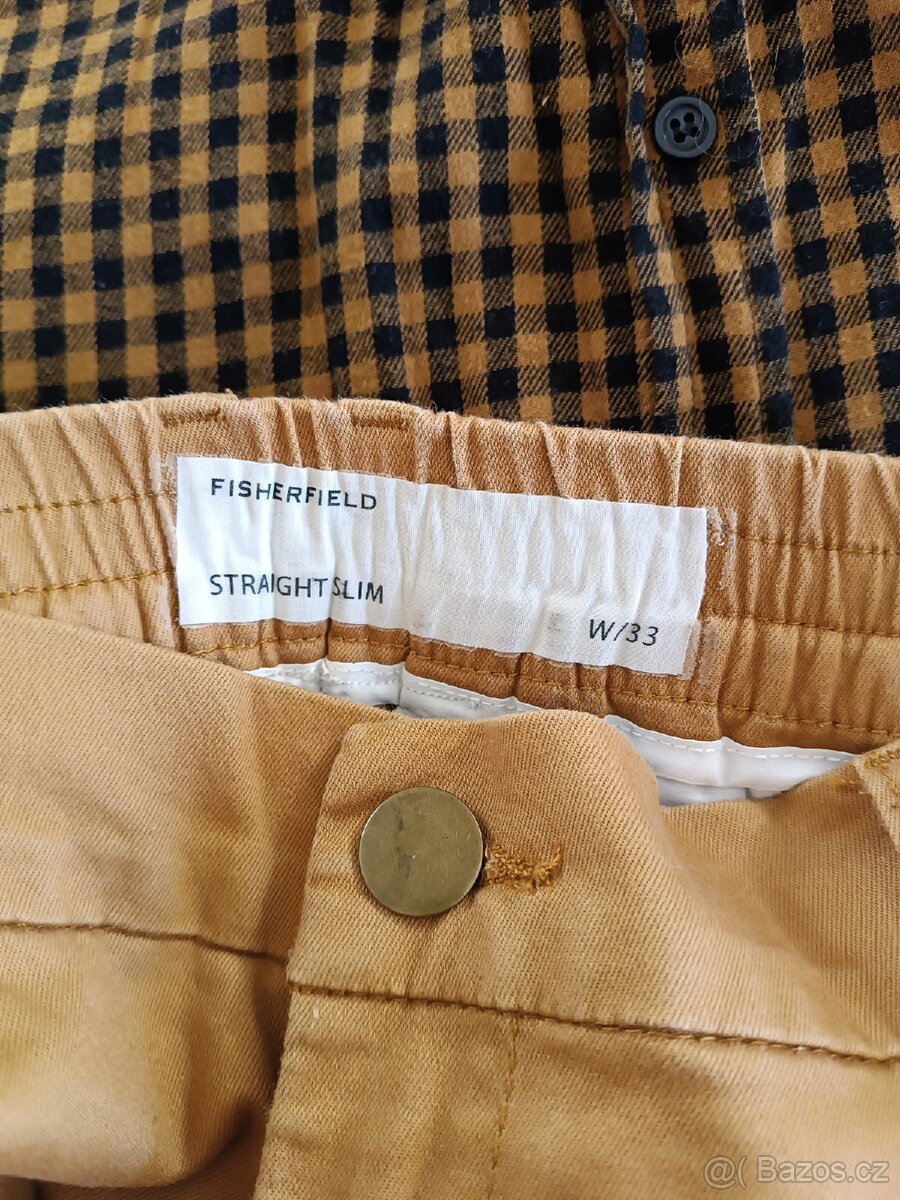 FISHERFIELD
STRAIGHT SLIM
W/33
@( Bazos.cz